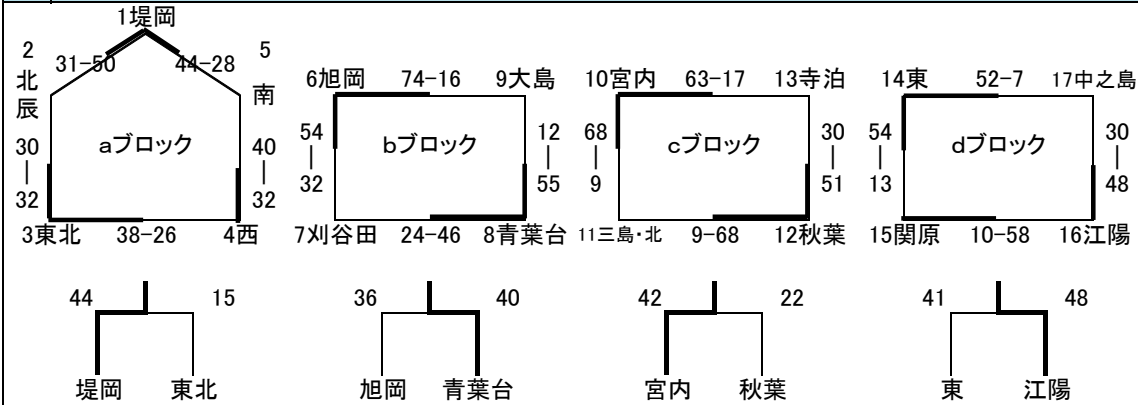 1堤岡
2北辰 31-50 44-28 5南
6旭岡 74-16 9大島 10宮内 63-17 13寺泊 14東 52-7 17中之島
30|32 aブロック 40|32 54|32 bブロック 12|55 68|9 cブロック 30|51 54|13 dブロック 30|48
3東北 38-26 4西 7刈谷田 24-46 8青葉台 11三島・北 9-68 12秋葉 15関原 10-58 16江陽
44 15 36 40 42 22 41 48
堤岡 東北 旭岡 青葉台 宮内 秋葉 東 江陽